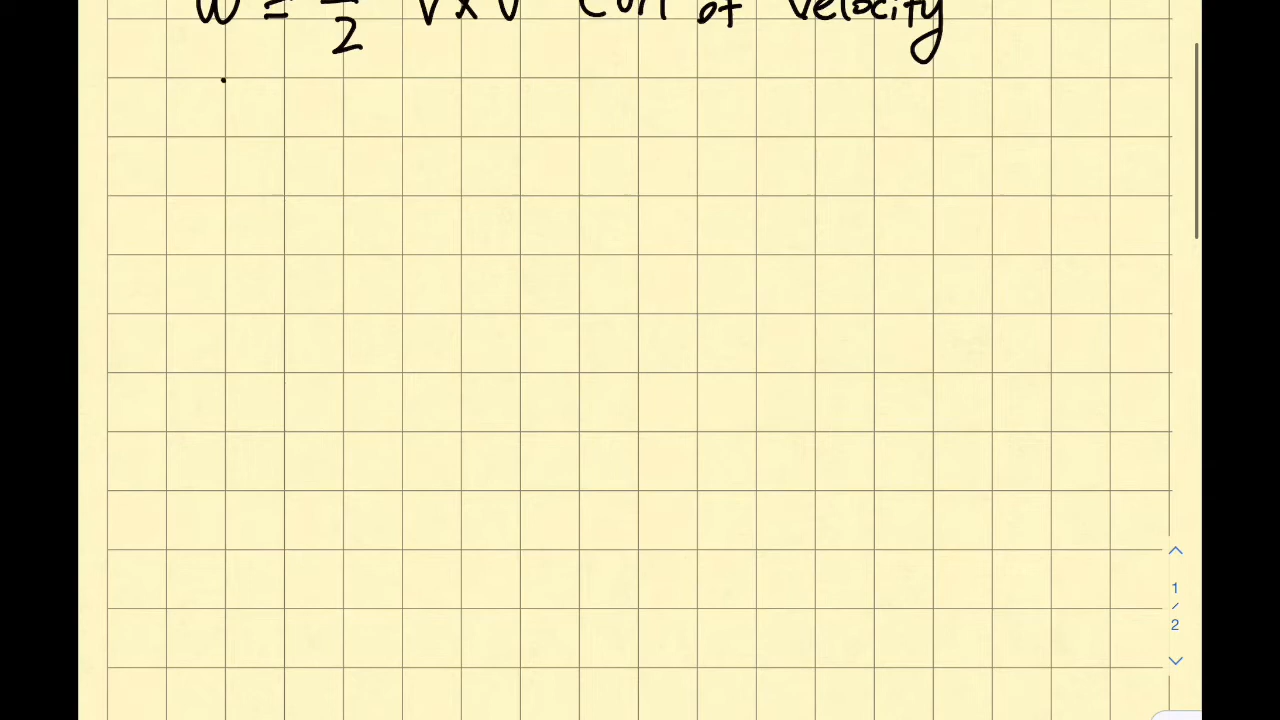 ω = 1/2 ∇ × V Curl of Velocity
1
/
2